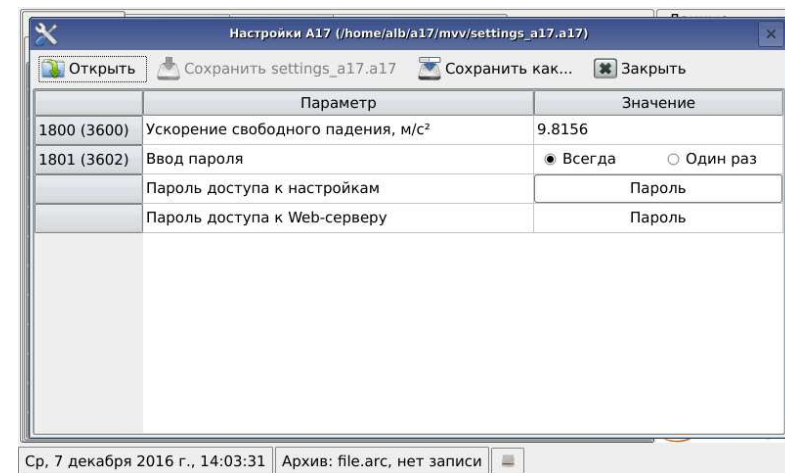 Настройки А17 (/home/alb/a17/mvv/settings_a17.a17)
Открыть Сохранить settings_a17.a17 Сохранить как... Закрыть
Параметр Значение
1800 (3600) Ускорение свободного падения, м/с² 9.8156
1801 (3602) Ввод пароля Всегда Один раз
Пароль доступа к настройкам Пароль
Пароль доступа к Web-серверу Пароль
Ср, 7 декабря 2016 г., 14:03:31 Архив: file.arc, нет записи